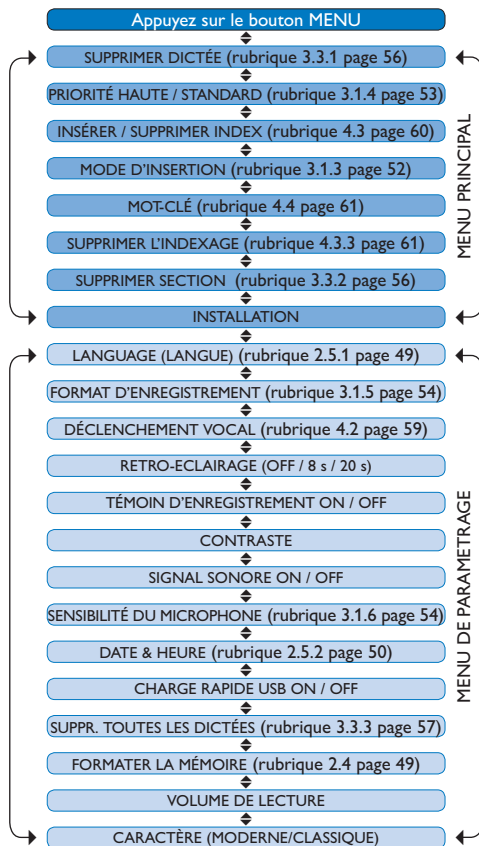 Appuyez sur le bouton MENU
SUPPRIMER DICTÉE (rubrique 3.3.1 page 56)
PRIORITÉ HAUTE / STANDARD (rubrique 3.1.4 page 53)
INSÉRER / SUPPRIMER INDEX (rubrique 4.3 page 60)
MODE D'INSERTION (rubrique 3.1.3 page 52)
MOT-CLÉ (rubrique 4.4 page 61)
SUPPRIMER L'INDEXAGE (rubrique 4.3.3 page 61)
SUPPRIMER SECTION (rubrique 3.3.2 page 56)
INSTALLATION
MENU PRINCIPAL
LANGUAGE (LANGUE) (rubrique 2.5.1 page 49)
FORMAT D'ENREGISTREMENT (rubrique 3.1.5 page 54)
DÉCLENCHEMENT VOCAL (rubrique 4.2 page 59)
RETRO-ECLAIRAGE (OFF / 8 s / 20 s)
TÉMOIN D'ENREGISTREMENT ON / OFF
CONTRASTE
SIGNAL SONORE ON / OFF
SENSIBILITÉ DU MICROPHONE (rubrique 3.1.6 page 54)
DATE & HEURE (rubrique 2.5.2 page 50)
CHARGE RAPIDE USB ON / OFF
SUPPR. TOUTES LES DICTÉES (rubrique 3.3.3 page 57)
FORMATER LA MÉMOIRE (rubrique 2.4 page 49)
VOLUME DE LECTURE
CARACTÈRE (MODERNE/CLASSIQUE)
MENU DE PARAMETRAGE